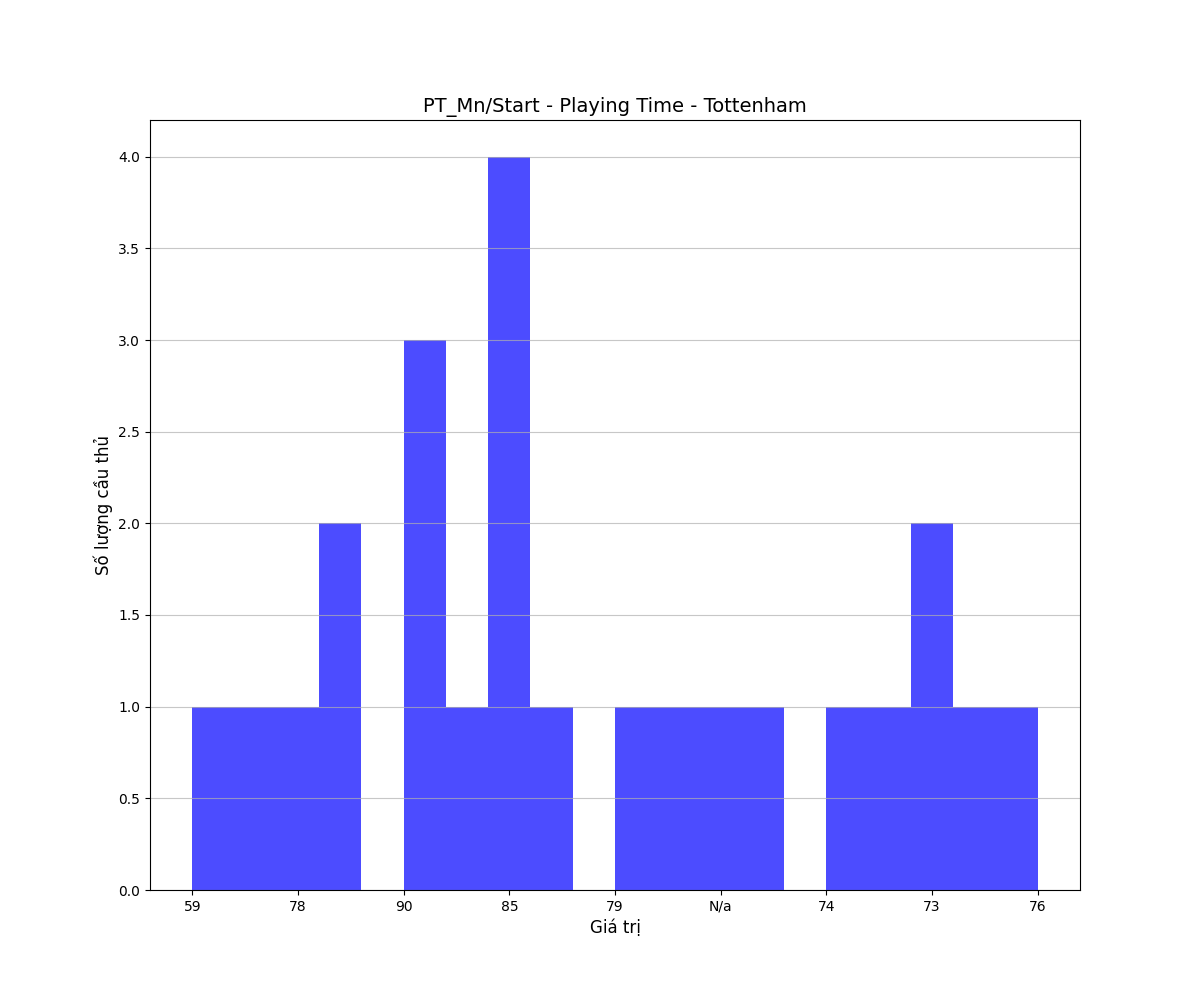 PT_Mn/Start - Playing Time - Tottenham
Số lượng cầu thủ
4.0
3.5
3.0
2.5
2.0
1.5
1.0
0.5
0.0
59 78 90 85 79 N/a 74 73 76
Giá trị